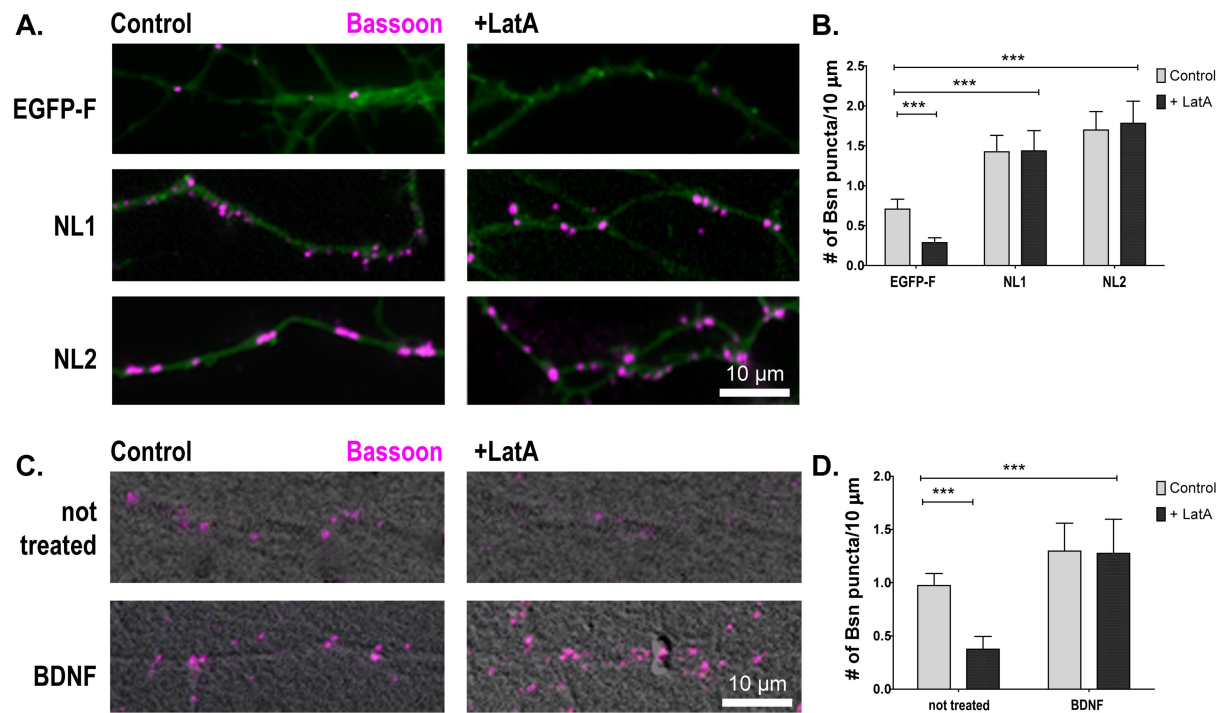 A.
Control
Bassoon
+LatA
EGFP-F
NL1
NL2
10 µm
B.
# of Bsn puncta/10 µm
2.5
2.0
1.5
1.0
0.5
0.0
***
***
***
EGFP-F
NL1
NL2
Control
+ LatA
C.
Control
Bassoon
+LatA
not
treated
BDNF
10 µm
D.
# of Bsn puncta/10 µm
2.0
1.5
1.0
0.5
0.0
***
***
not treated
BDNF
Control
+ LatA